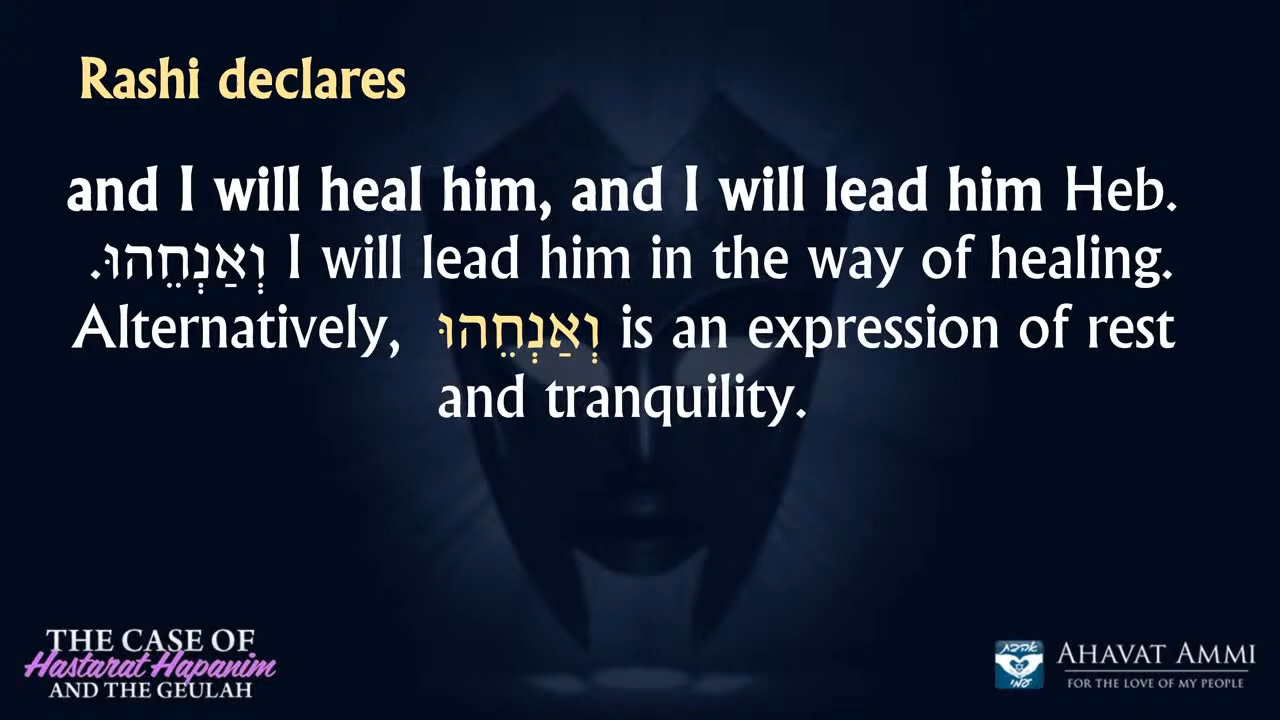 Rashi declares
and I will heal him, and I will lead him Heb.
וְאַנְחֵהוּ. I will lead him in the way of healing.
Alternatively, וְאַנְחֵהוּ is an expression of rest
and tranquility.
THE CASE OF
Hastarat Hapanim
AND THE GEULAH
אהבת
עמי
AHAVAT AMMI
FOR THE LOVE OF MY PEOPLE